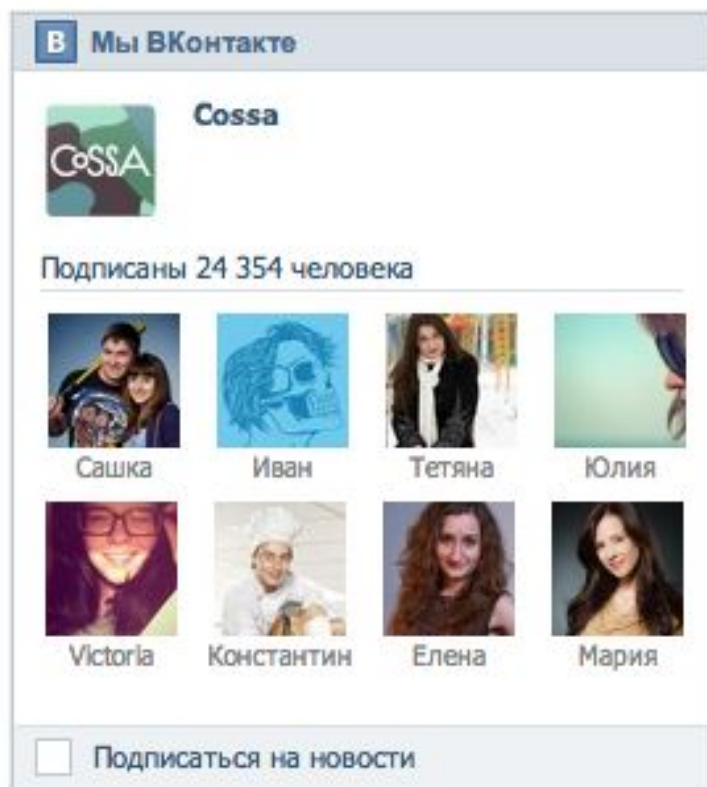 В Мы ВКонтакте
CoSSA
Cossa
Подписаны 24 354 человека
Сашка Иван Тетяна Юлия
Victoria Константин Елена Мария
Подписаться на новости